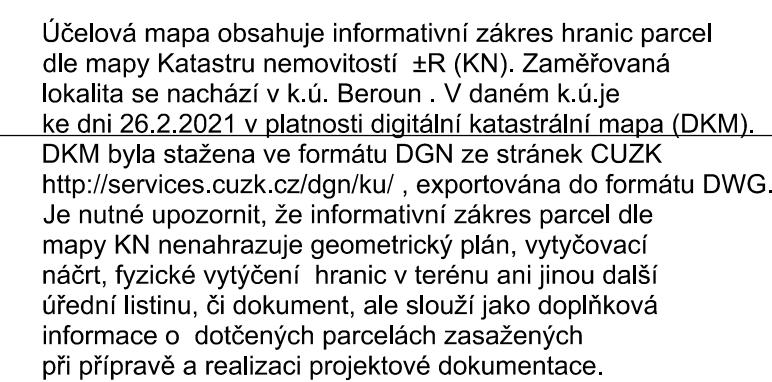 Účelová mapa obsahuje informativní zákres hranic parcel
dle mapy Katastru nemovitostí ±R (KN). Zaměřovaná
lokalita se nachází v k.ú. Beroun . V daném k.ú.je
ke dni 26.2.2021 v platnosti digitální katastrální mapa (DKM).
DKM byla stažena ve formátu DGN ze stránek CUZK
http://services.cuzk.cz/dgn/ku/ , exportována do formátu DWG.
Je nutné upozornit, že informativní zákres parcel dle
mapy KN nenahrazuje geometrický plán, vytyčovací
náčrt, fyzické vytýčení hranic v terénu ani jinou další
úřední listinu, či dokument, ale slouží jako doplňková
informace o dotčených parcelách zasažených
při přípravě a realizaci projektové dokumentace.